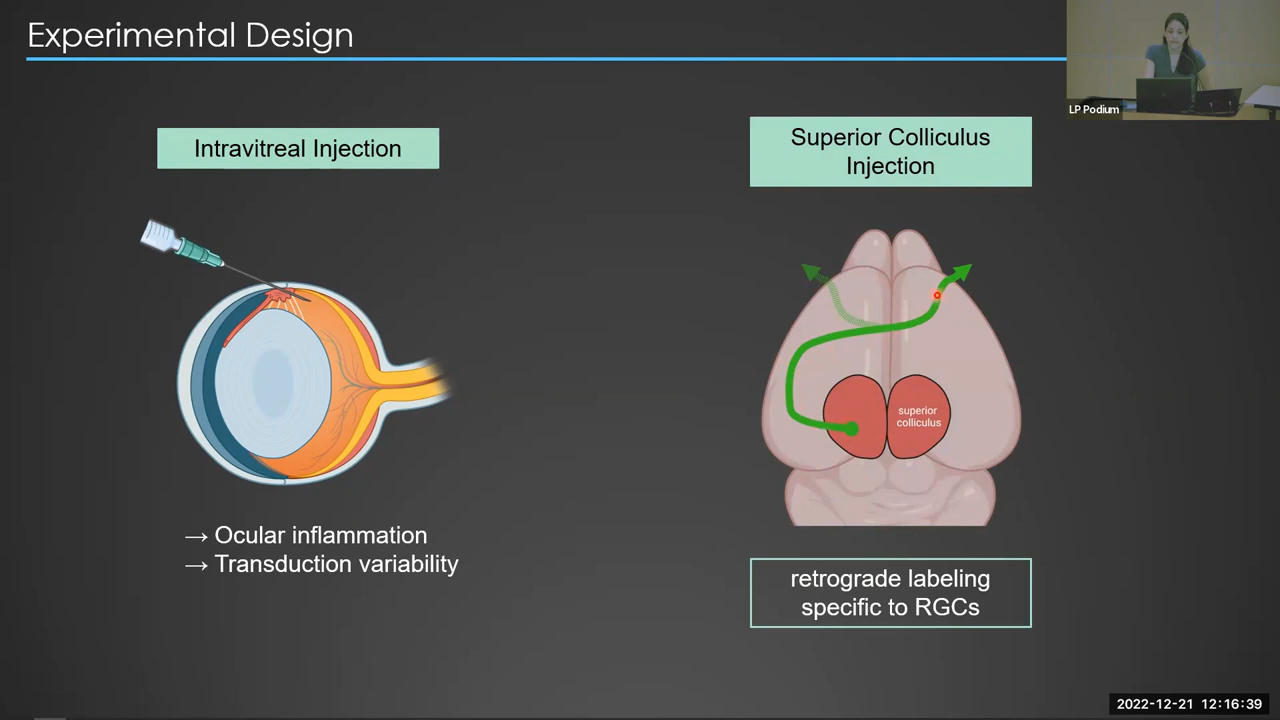 Experimental Design
LP Podium
Intravitreal Injection
Superior Colliculus
Injection
superior
colliculus
→ Ocular inflammation
→ Transduction variability
retrograde labeling
specific to RGCs
2022-12-21 12:16:39